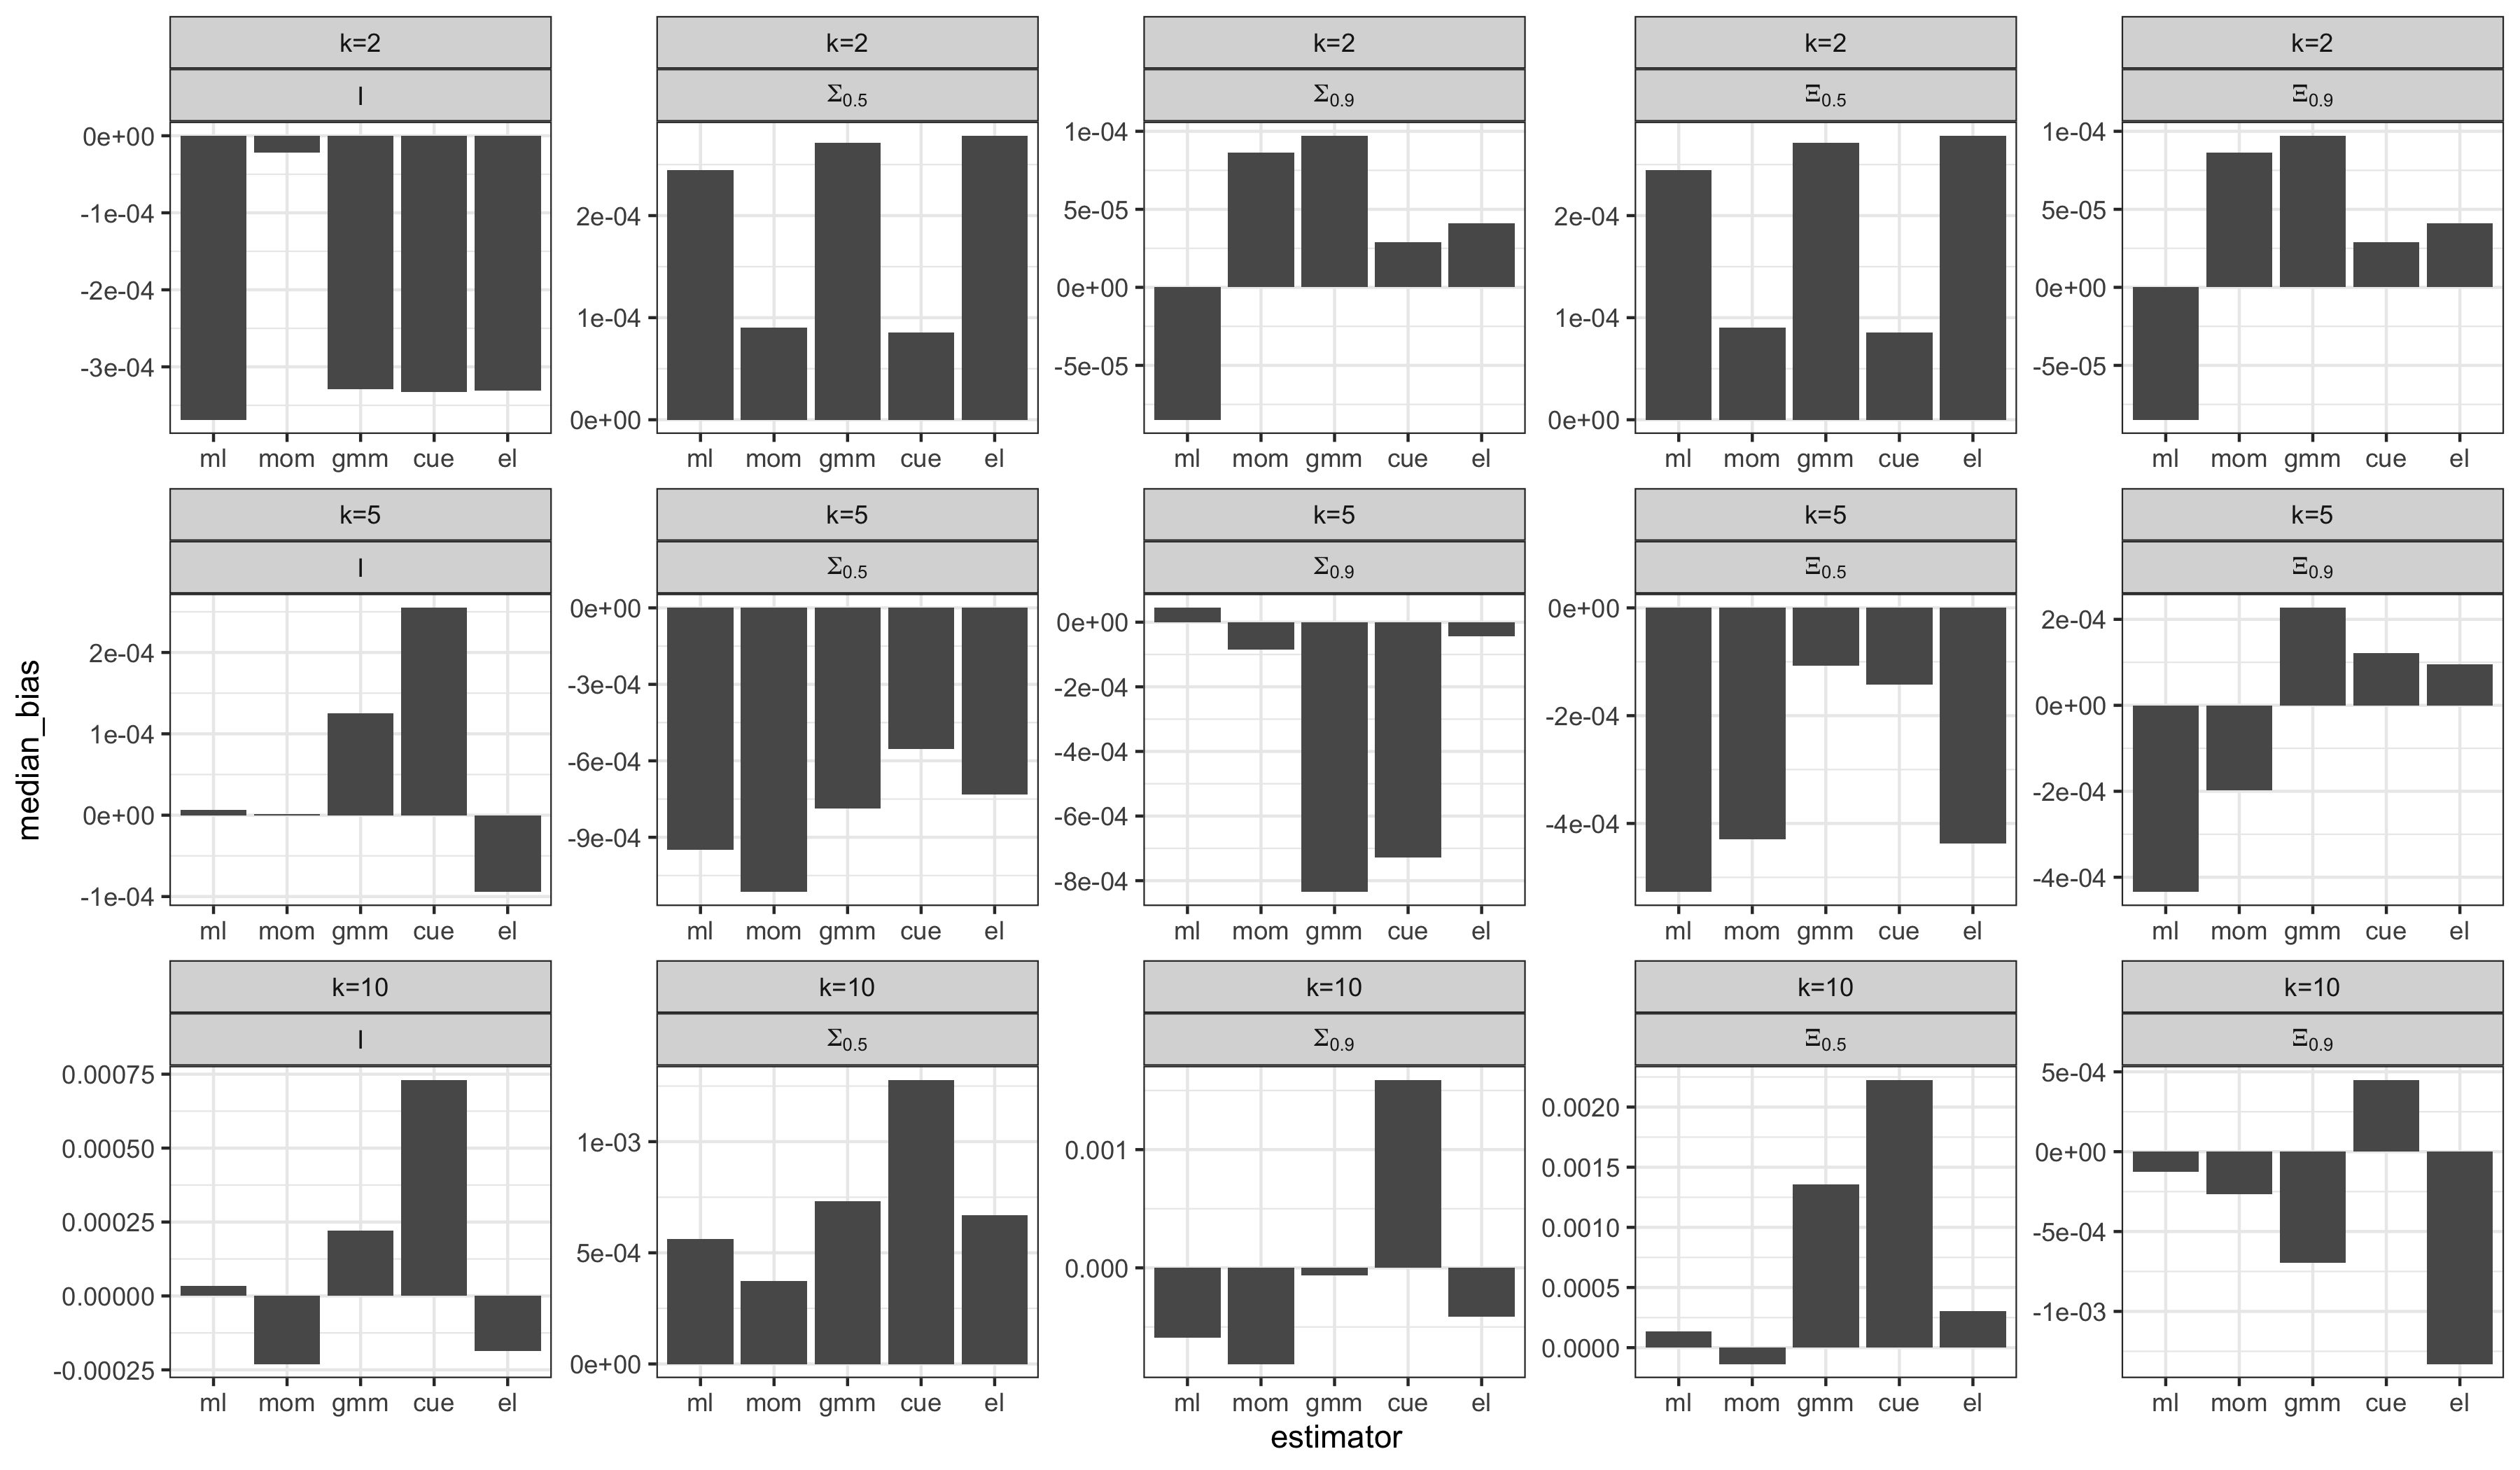 k=2 k=2 k=2 k=2 k=2
I Σ0.5 Σ0.9 Ξ0.5 Ξ0.9
0e+00
-1e-04
-2e-04
-3e-04
2e-04
1e-04
0e+00
1e-04
5e-05
0e+00
-5e-05
2e-04
1e-04
0e+00
1e-04
5e-05
0e+00
-5e-05
ml mom gmm cue el ml mom gmm cue el ml mom gmm cue el ml mom gmm cue el ml mom gmm cue el
k=5 k=5 k=5 k=5 k=5
I Σ0.5 Σ0.9 Ξ0.5 Ξ0.9
2e-04
1e-04
0e+00
-1e-04
0e+00
-3e-04
-6e-04
-9e-04
0e+00
-2e-04
-4e-04
-6e-04
-8e-04
0e+00
-2e-04
-4e-04
2e-04
0e+00
-2e-04
-4e-04
ml mom gmm cue el ml mom gmm cue el ml mom gmm cue el ml mom gmm cue el ml mom gmm cue el
median_bias
k=10 k=10 k=10 k=10 k=10
I Σ0.5 Σ0.9 Ξ0.5 Ξ0.9
0.00075
0.00050
0.00025
0.00000
-0.00025
1e-03
5e-04
0e+00
0.001
0.000
0.0020
0.0015
0.0010
0.0005
0.0000
5e-04
0e+00
-5e-04
-1e-03
ml mom gmm cue el ml mom gmm cue el ml mom gmm cue el ml mom gmm cue el ml mom gmm cue el
estimator